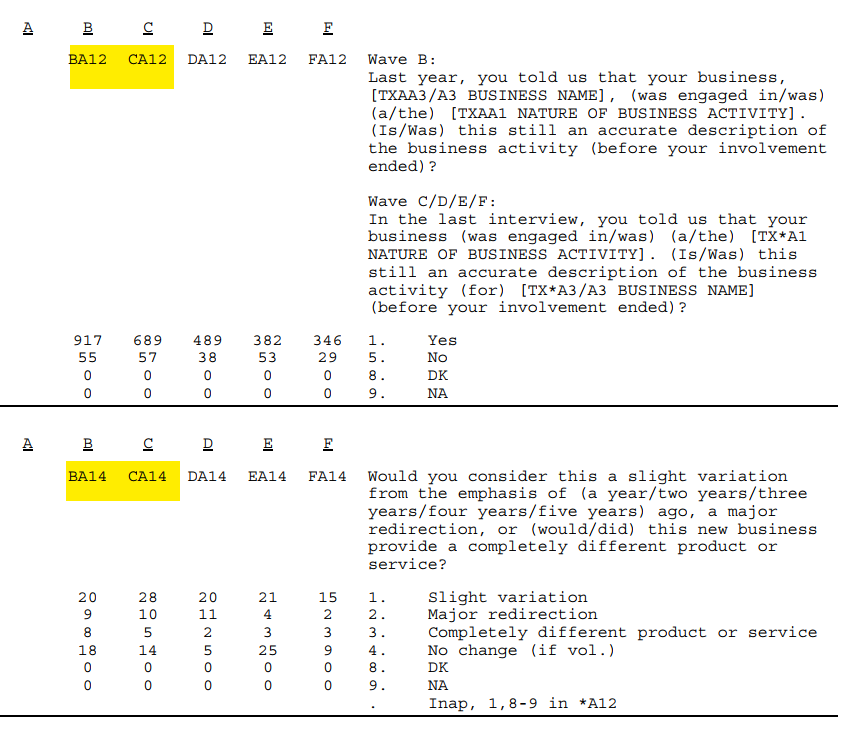 A B C D E F
BA12 CA12 DA12 EA12 FA12 Wave B:
Last year, you told us that your business,
[TXAA3/A3 BUSINESS NAME], (was engaged in/was)
(a/the) [TXAA1 NATURE OF BUSINESS ACTIVITY].
(Is/Was) this still an accurate description of
the business activity (before your involvement
ended)?
Wave C/D/E/F:
In the last interview, you told us that your
business (was engaged in/was) (a/the) [TX*A1
NATURE OF BUSINESS ACTIVITY]. (Is/Was) this
still an accurate description of the business
activity (for) [TX*A3/A3 BUSINESS NAME]
(before your involvement ended)?
917 689 489 382 346 1. Yes
55 57 38 53 29 5. No
0 0 0 0 0 8. DK
0 0 0 0 0 9. NA
A B C D E F
BA14 CA14 DA14 EA14 FA14 Would you consider this a slight variation
from the emphasis of (a year/two years/three
years/four years/five years) ago, a major
redirection, or (would/did) this new business
provide a completely different product or
service?
20 28 20 21 15 1. Slight variation
9 10 11 4 2 2. Major redirection
8 5 2 3 3 3. Completely different product or service
18 14 5 25 9 4. No change (if vol.)
0 0 0 0 0 8. DK
0 0 0 0 0 9. NA
. Inap, 1,8-9 in *A12